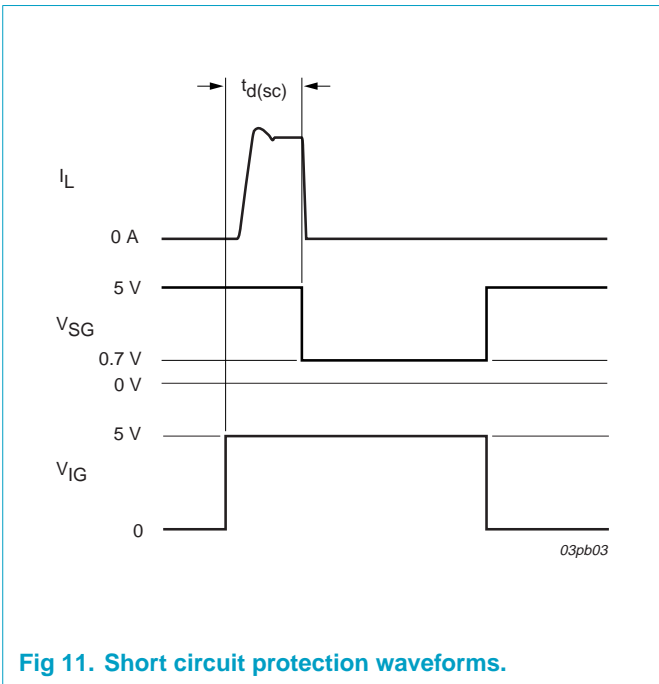 td(sc)
IL
0 A
5 V
VSG
0.7 V
0 V
5 V
VIG
0
03pb03
Fig 11. Short circuit protection waveforms.